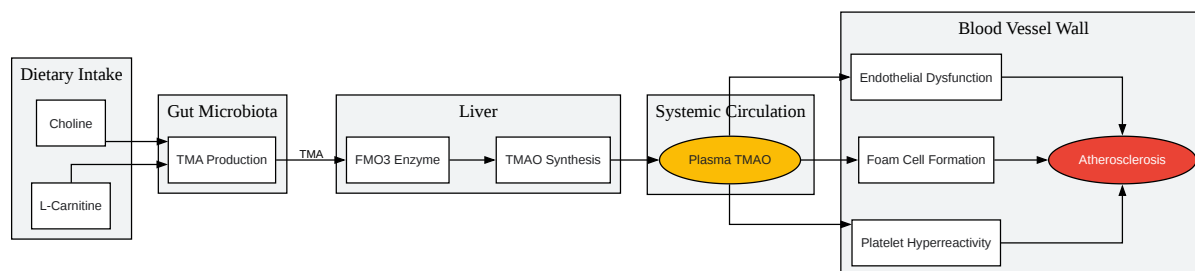 Dietary Intake
Choline
L-Carnitine
Gut Microbiota
TMA Production
TMA
Liver
FMO3 Enzyme
TMAO Synthesis
Systemic Circulation
Plasma TMAO
Blood Vessel Wall
Endothelial Dysfunction
Foam Cell Formation
Platelet Hyperreactivity
Atherosclerosis